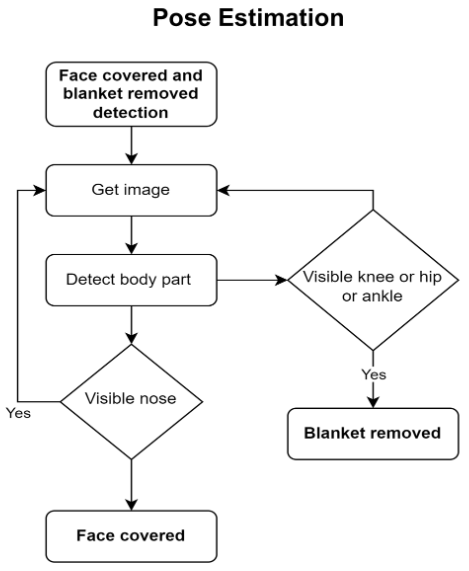 Pose Estimation
Face covered and
blanket removed
detection
Get image
Detect body part
Visible knee or hip
or ankle
Visible nose
Yes
Yes
Blanket removed
Face covered